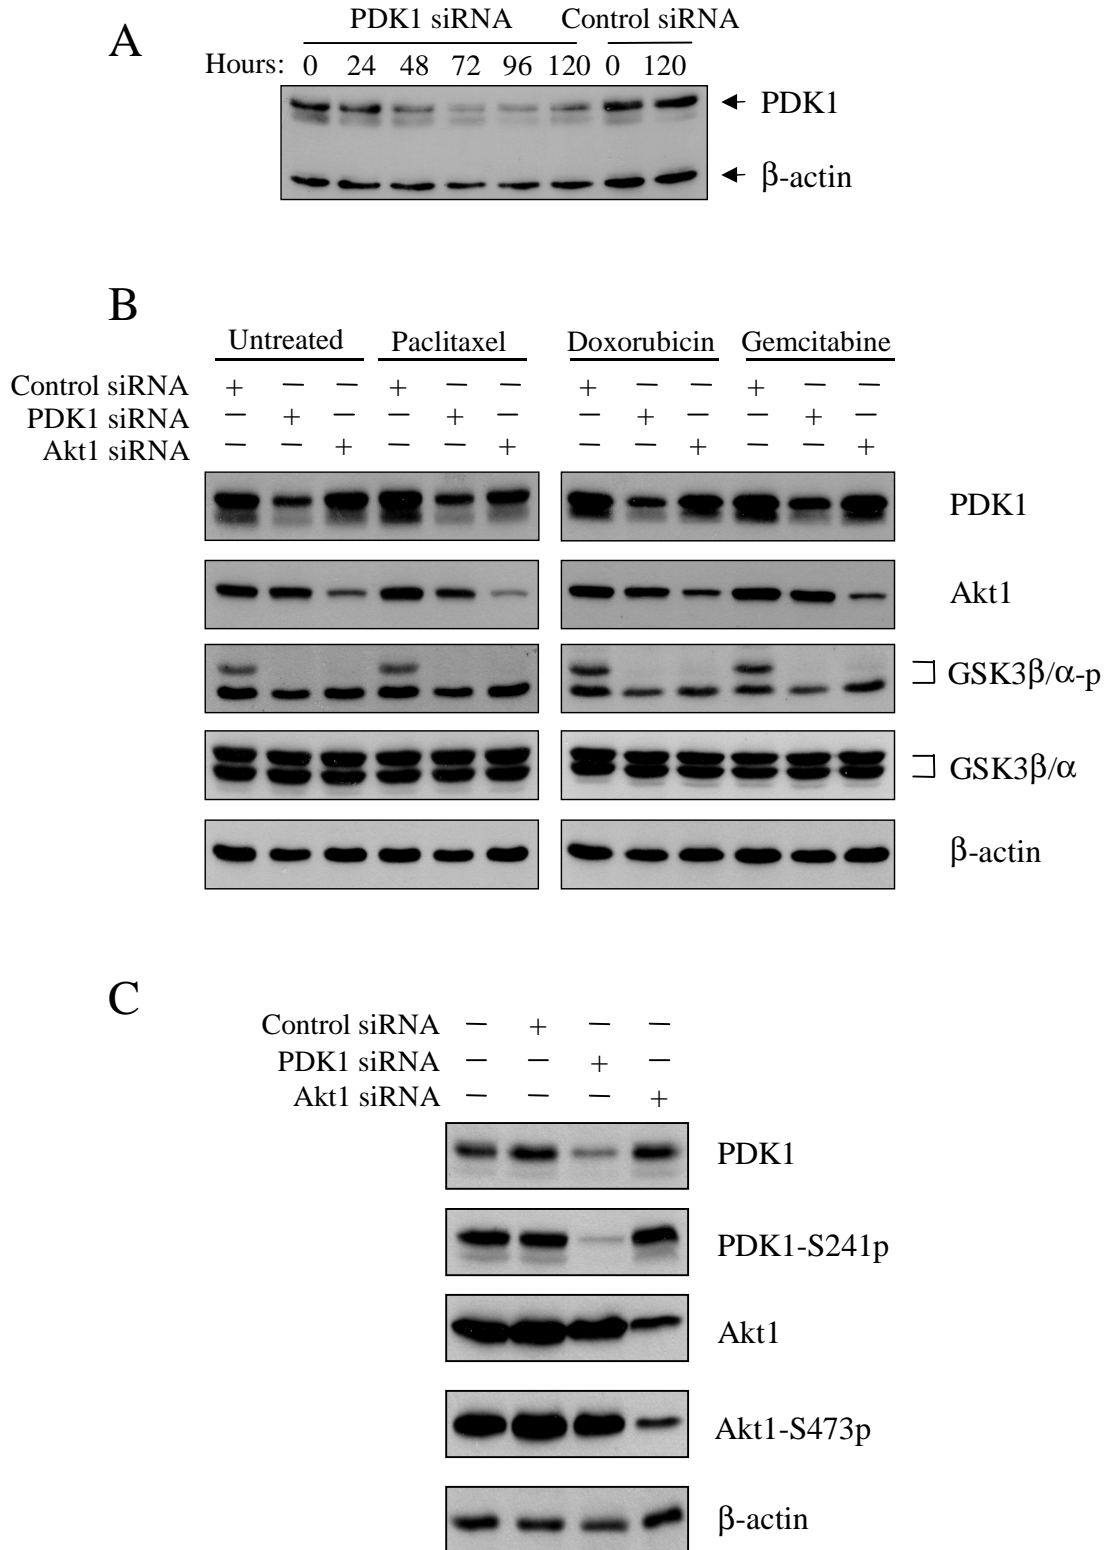 A
PDK1 siRNA Control siRNA
Hours: 0 24 48 72 96 120 0 120
PDK1
β-actin
B
Untreated Paclitaxel Doxorubicin Gemcitabine
Control siRNA + — — + — — + — — + — —
PDK1 siRNA — + — — + — — + — — + —
Akt1 siRNA — — + — — + — — + — — +
PDK1
Akt1
GSK3β/α-p
GSK3β/α
β-actin
C
Control siRNA — + — —
PDK1 siRNA — — + —
Akt1 siRNA — — — +
PDK1
PDK1-S241p
Akt1
Akt1-S473p
β-actin